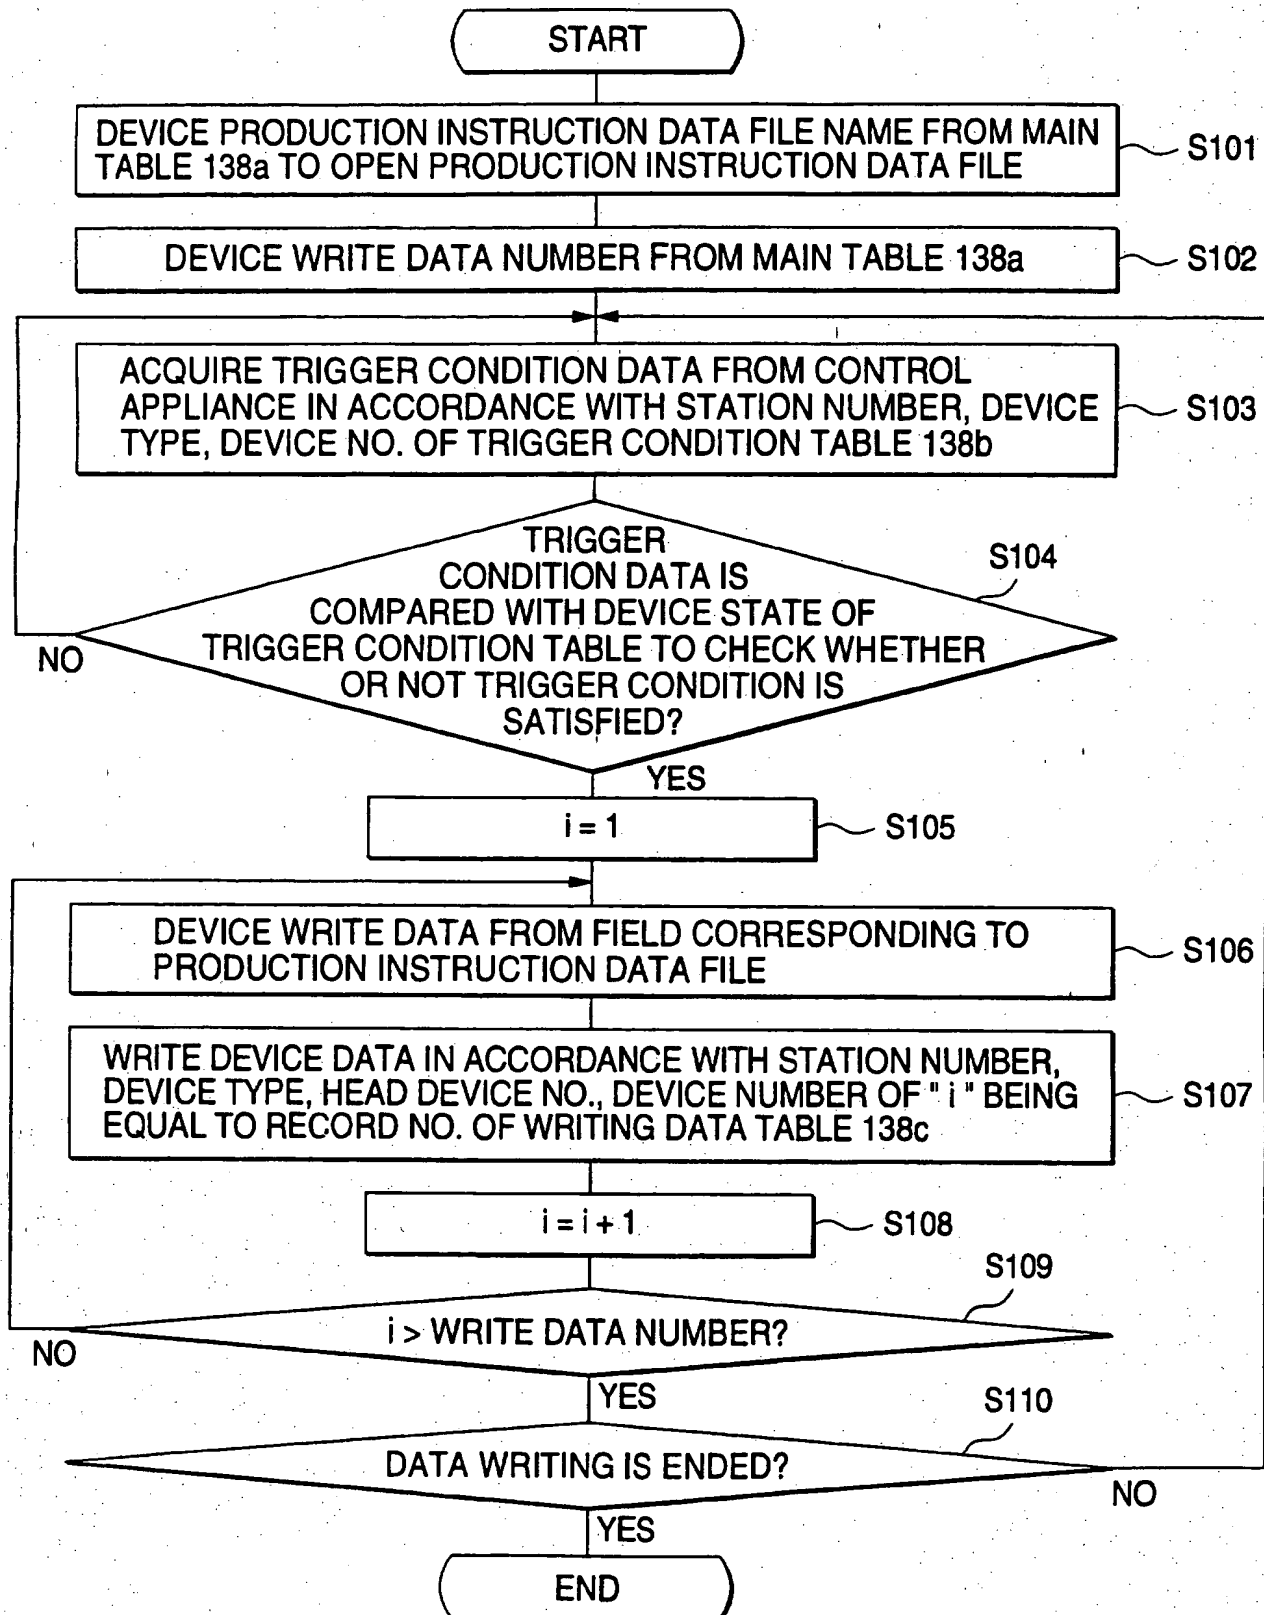 START
DEVICE PRODUCTION INSTRUCTION DATA FILE NAME FROM MAIN
TABLE 138a TO OPEN PRODUCTION INSTRUCTION DATA FILE
S101
DEVICE WRITE DATA NUMBER FROM MAIN TABLE 138a
S102
ACQUIRE TRIGGER CONDITION DATA FROM CONTROL
APPLIANCE IN ACCORDANCE WITH STATION NUMBER, DEVICE
TYPE, DEVICE NO. OF TRIGGER CONDITION TABLE 138b
S103
TRIGGER
CONDITION DATA IS
COMPARED WITH DEVICE STATE OF
TRIGGER CONDITION TABLE TO CHECK WHETHER
OR NOT TRIGGER CONDITION IS
SATISFIED?
S104
NO
YES
i = 1
S105
DEVICE WRITE DATA FROM FIELD CORRESPONDING TO
PRODUCTION INSTRUCTION DATA FILE
S106
WRITE DEVICE DATA IN ACCORDANCE WITH STATION NUMBER,
DEVICE TYPE, HEAD DEVICE NO., DEVICE NUMBER OF " i " BEING
EQUAL TO RECORD NO. OF WRITING DATA TABLE 138c
S107
i = i + 1
S108
S109
i > WRITE DATA NUMBER?
NO
YES
S110
DATA WRITING IS ENDED?
NO
YES
END